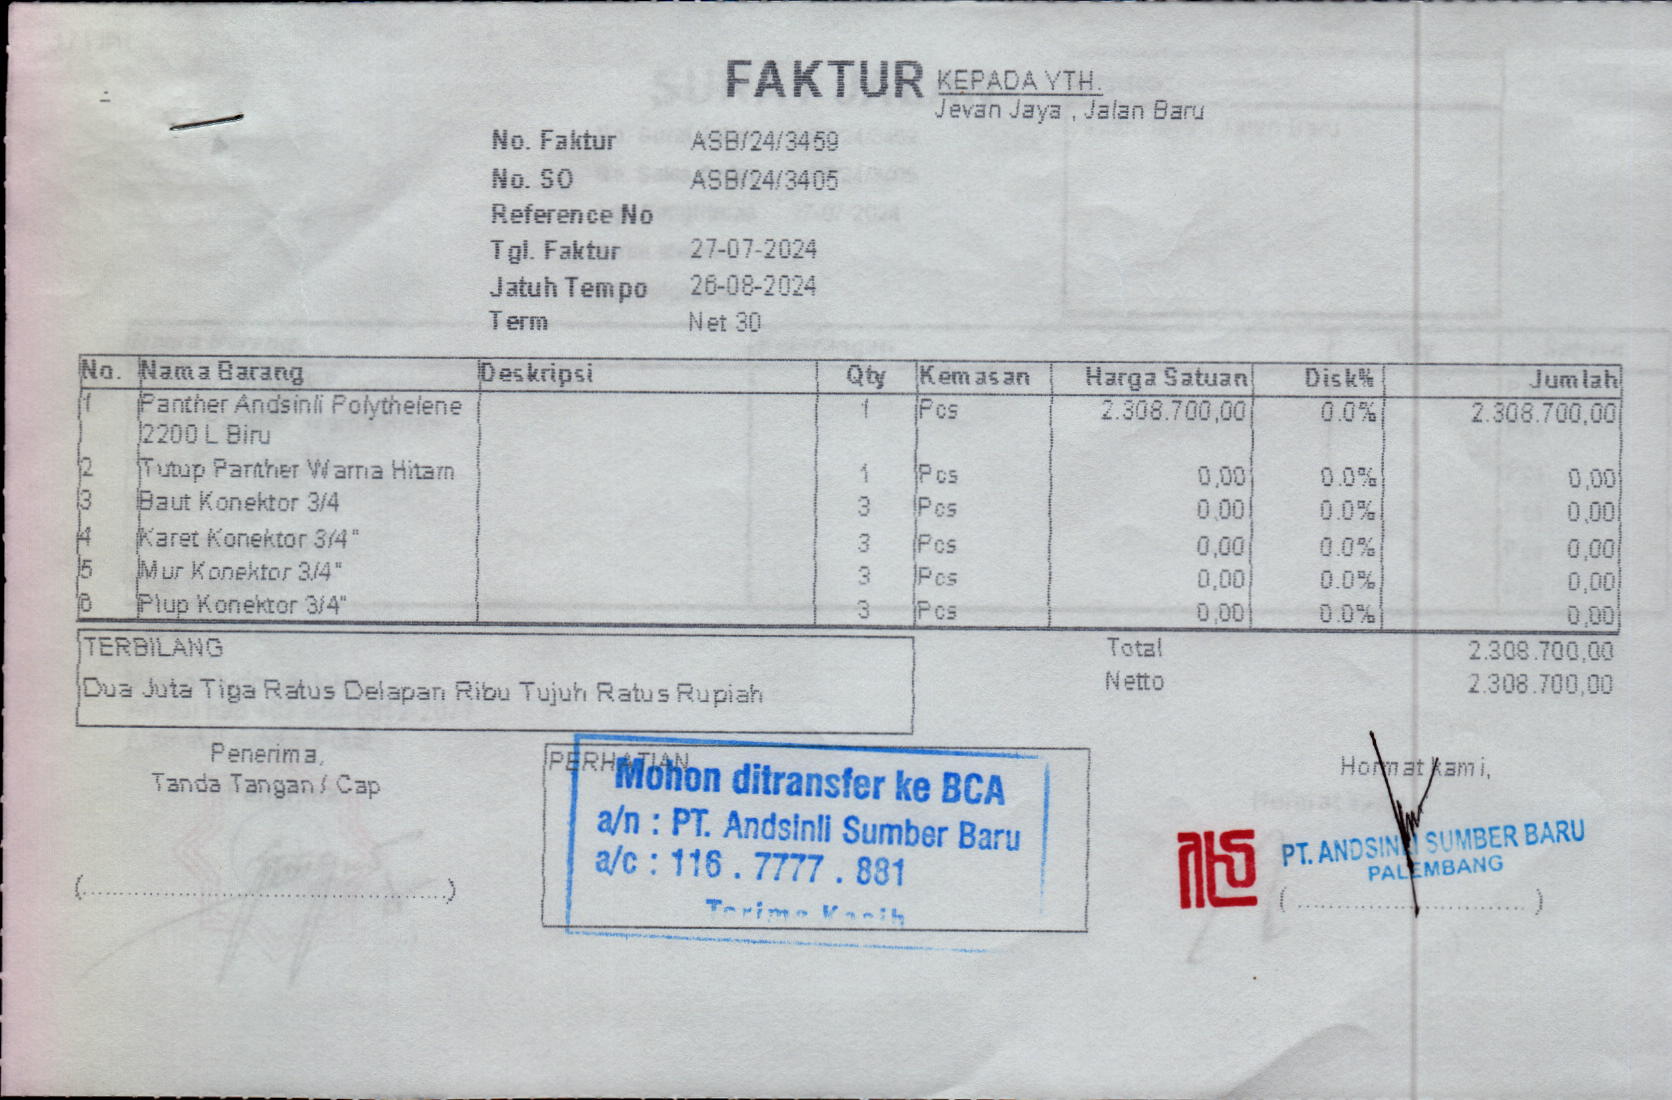 FAKTUR
KEPADA YTH.
Jevan Jaya , Jalan Baru
No. Faktur ASB/24/3459
No. SO ASB/24/3405
Reference No
Tgl. Faktur 27-07-2024
Jatuh Tempo 26-08-2024
Term Net 30
No. Nama Barang Deskripsi Qty Kemasan Harga Satuan Disk% Jumlah
1 Panther Andsinli Polythelene 1 Pcs 2.308.700,00 0.0% 2.308.700,00
2200 L Biru
2 Tutup Panther Warna Hitam 1 Pcs 0,00 0.0% 0,00
3 Baut Konektor 3/4 3 Pcs 0,00 0.0% 0,00
4 Karet Konektor 3/4" 3 Pcs 0,00 0.0% 0,00
5 Mur Konektor 3/4" 3 Pcs 0,00 0.0% 0,00
6 Plup Konektor 3/4" 3 Pcs 0,00 0.0% 0,00
TERBILANG
Dua Juta Tiga Ratus Delapan Ribu Tujuh Ratus Rupiah
Total 2.308.700,00
Netto 2.308.700,00
Penerima,
Tanda Tangan / Cap
(..............................)
PERHATIAN
Mohon ditransfer ke BCA
a/n : PT. Andsinli Sumber Baru
a/c : 116 . 7777 . 881
Terima Kasih
Hormat kami,
PT. ANDSINLI SUMBER BARU
PALEMBANG
(..............................)